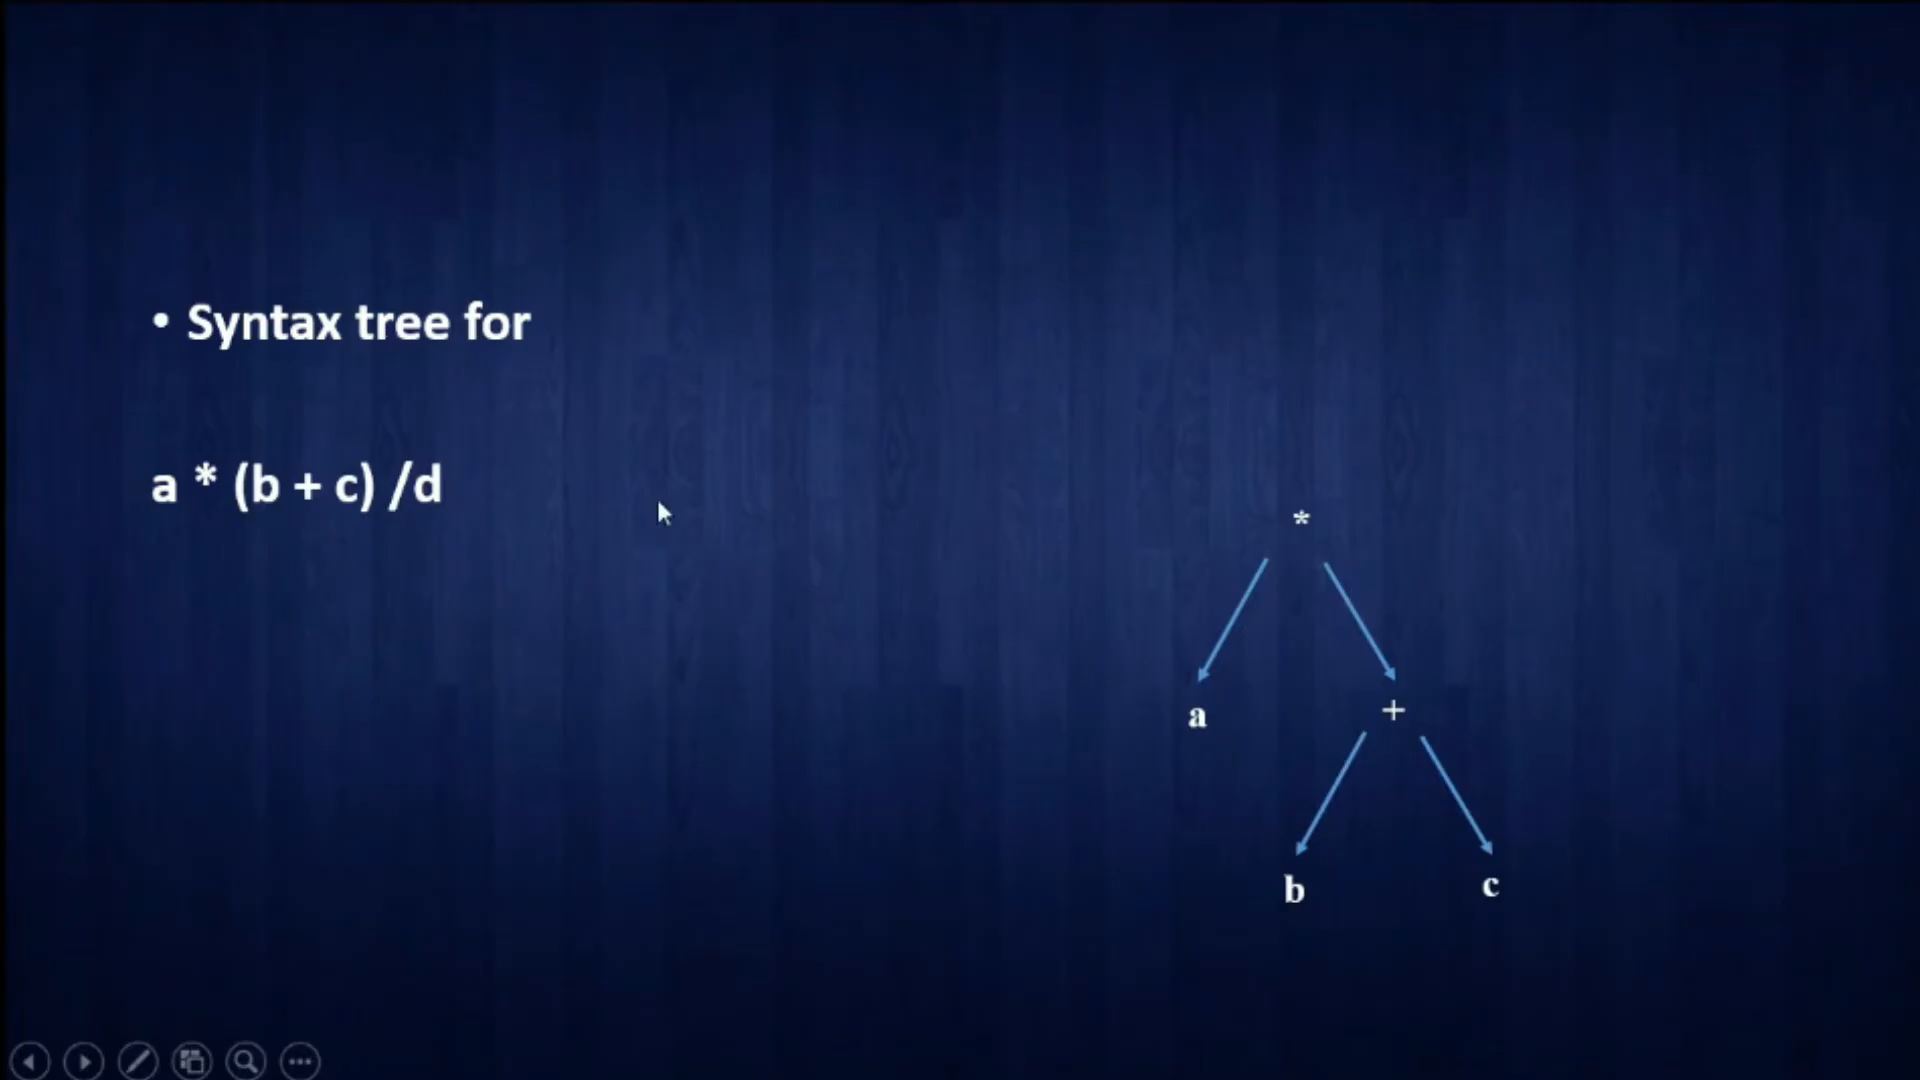 • Syntax tree for
a * (b + c) /d
*
a
+
b
c